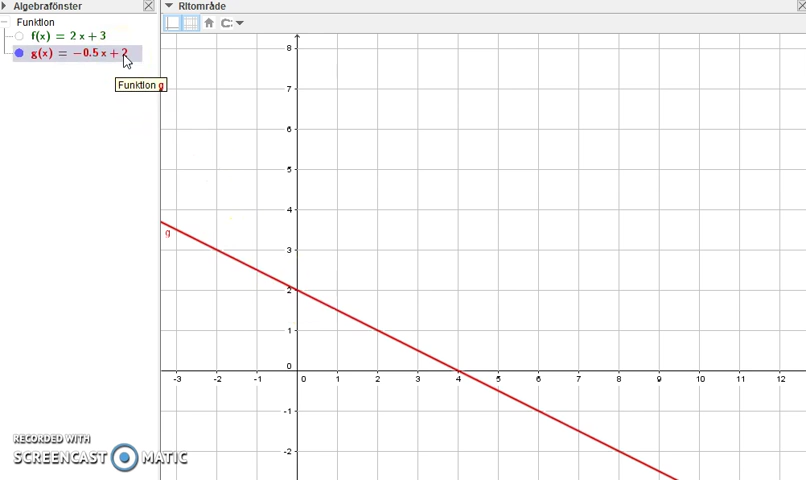 Algebrafönster
Ritområde
Funktion
f(x) = 2 x + 3
g(x) = −0.5 x + 2
Funktion g
8
7
6
5
4
g
3
2
1
0
-3 -2 -1 0 1 2 3 4 5 6 7 8 9 10 11 12
-1
-2
RECORDED WITH
SCREENCAST MATIC